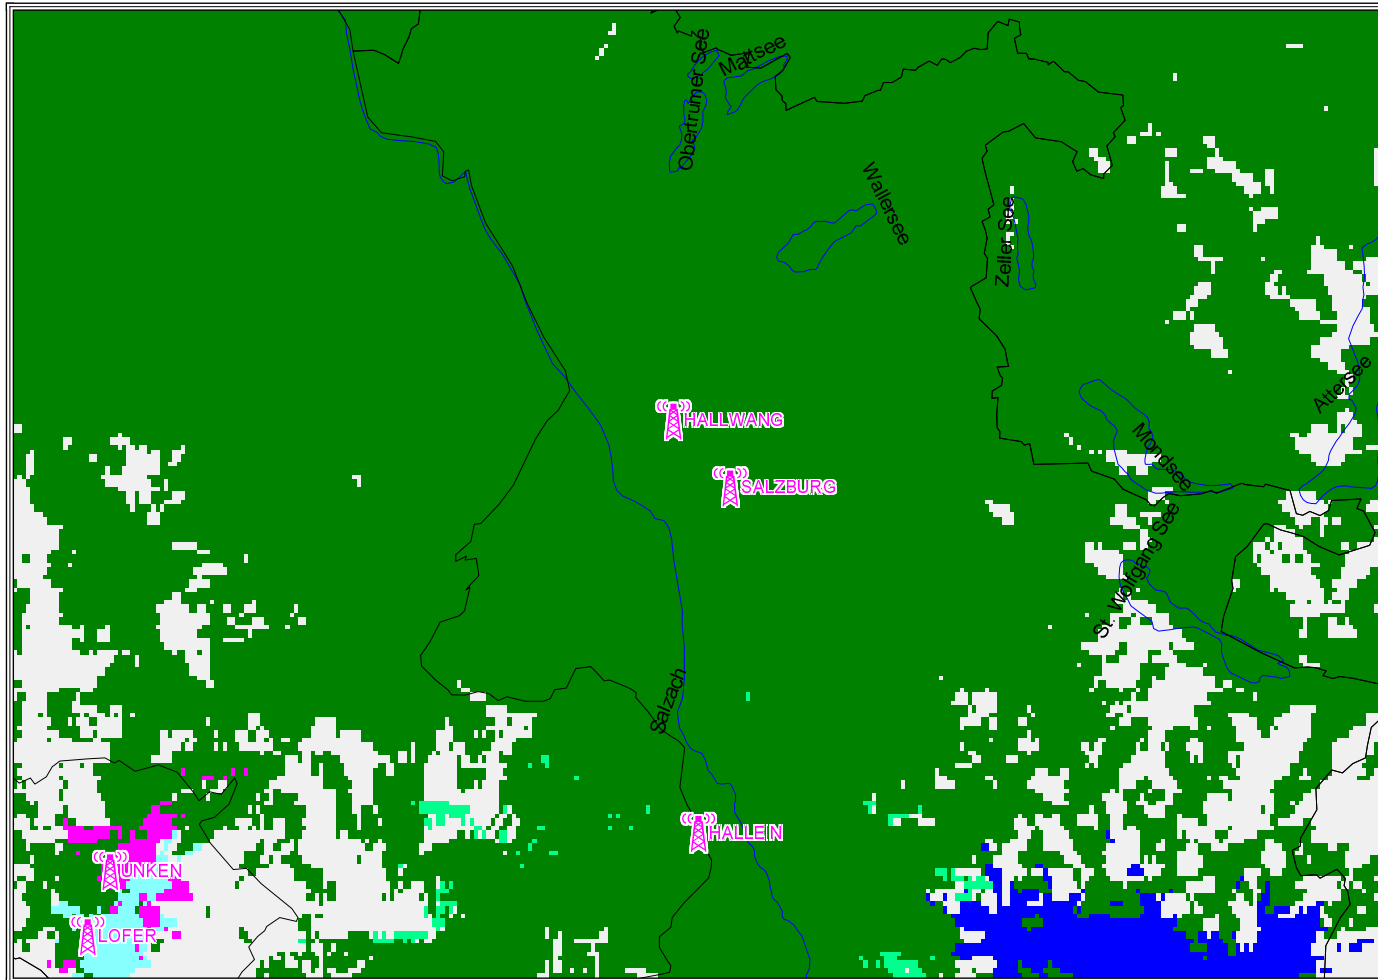 Obertrumer See
Mattsee
Wallersee
Zeller See
Attersee
HALLWANG
Mondsee
SALZBURG
St. Wolfgang See
Salzach
HALLEIN
UNKEN
LOFER